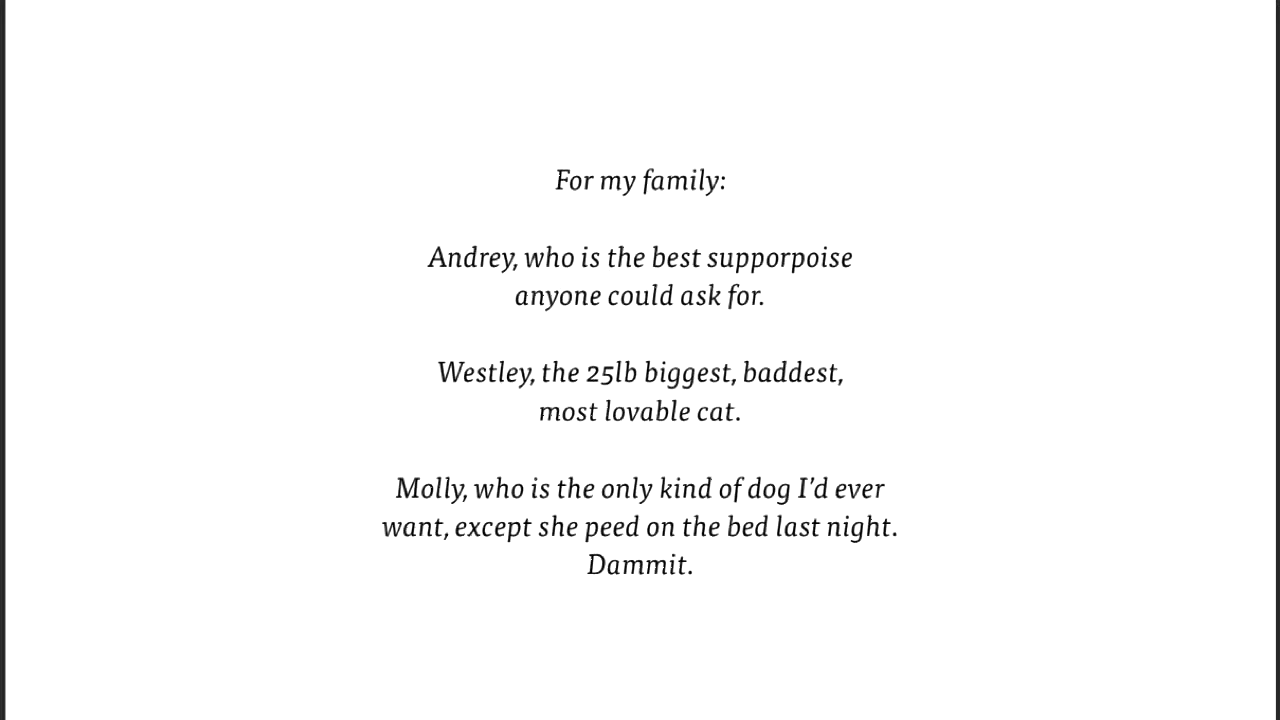 For my family:
Andrey, who is the best supporpoise
anyone could ask for.
Westley, the 25lb biggest, baddest,
most lovable cat.
Molly, who is the only kind of dog I’d ever
want, except she peed on the bed last night.
Dammit.